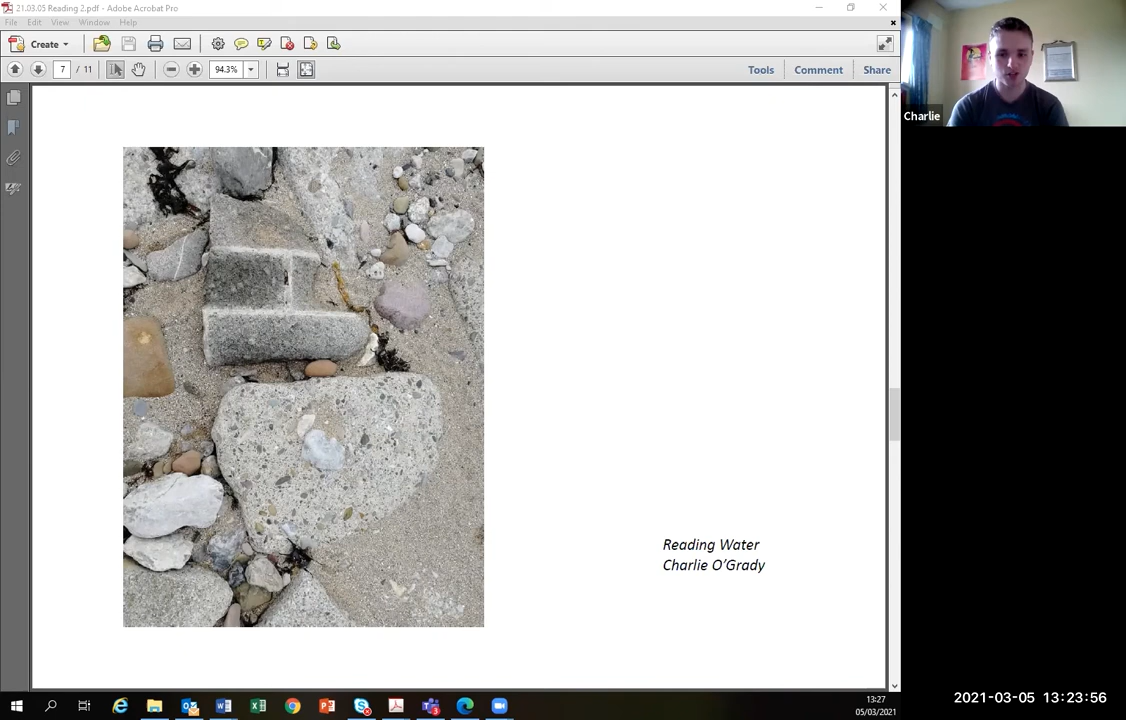 21.03.05 Reading 2.pdf - Adobe Acrobat Pro
File Edit View Window Help
Create
7 / 11 94.3% Tools Comment Share
Charlie
Reading Water
Charlie O'Grady
13:27
05/03/2021
2021-03-05 13:23:56